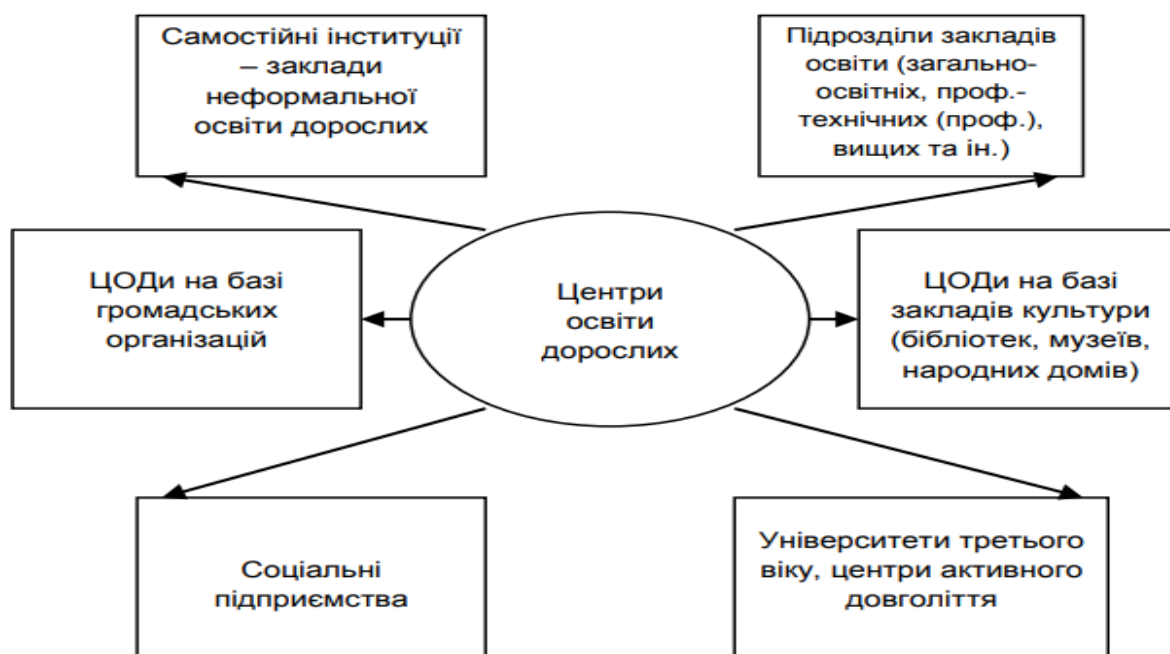 Самостійні інституції
– заклади
неформальної
освіти дорослих
Підрозділи закладів
освіти (загально-
освітніх, проф.-
технічних (проф.),
вищих та ін.)
ЦОДи на базі
громадських
організацій
Центри
освіти
дорослих
ЦОДи на базі
закладів культури
(бібліотек, музеїв,
народних домів)
Соціальні
підприємства
Університети третього
віку, центри активного
довголіття